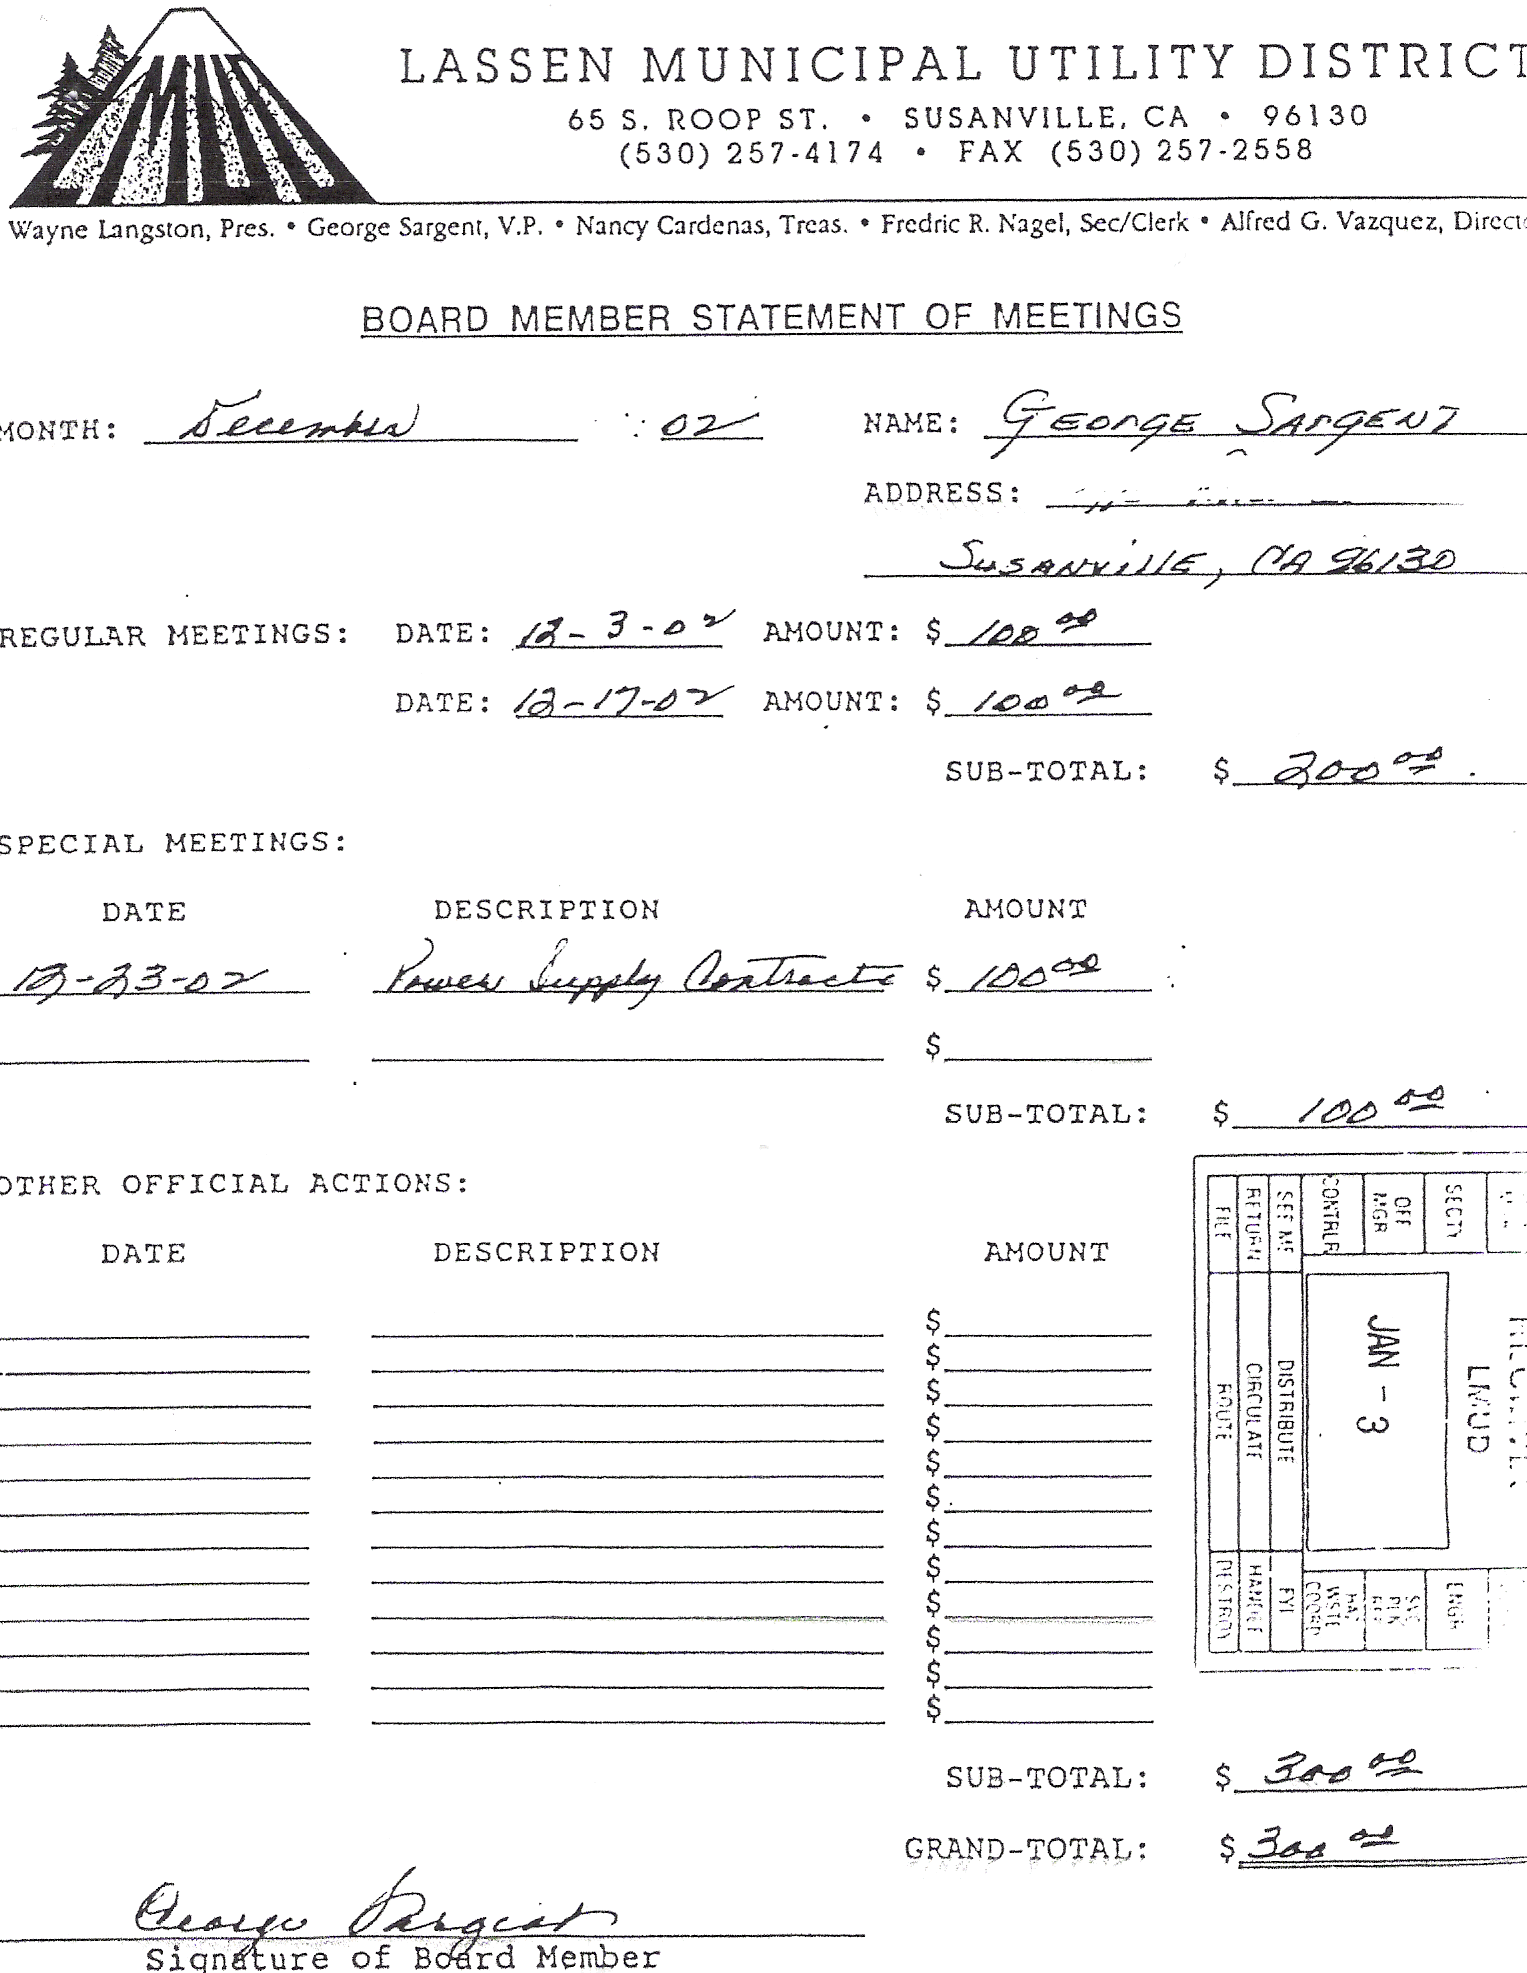 LASSEN MUNICIPAL UTILITY DISTRICT
65 S. ROOP ST. • SUSANVILLE, CA • 96130
(530) 257-4174 • FAX (530) 257-2558
Wayne Langston, Pres. • George Sargent, V.P. • Nancy Cardenas, Treas. • Fredric R. Nagel, Sec/Clerk • Alfred G. Vazquez, Direct
BOARD MEMBER STATEMENT OF MEETINGS
MONTH: December 02 NAME: GEORGE SARGENT
ADDRESS:
SUSANVILLE, CA 96130
REGULAR MEETINGS: DATE: 12-3-02 AMOUNT: $ 100 00
DATE: 12-17-02 AMOUNT: $ 100 00
SUB-TOTAL: $ 200 00
SPECIAL MEETINGS:
DATE DESCRIPTION AMOUNT
12-23-02 Power Supply Contracts $ 100 00
$
SUB-TOTAL: $ 100 00
OTHER OFFICIAL ACTIONS:
DATE DESCRIPTION AMOUNT
$
$
$
$
$
$
$
$
$
$
$
$
LMUD
SECTY ENGR
OFF MGR
JAN - 3
CONTRLR HAZ WSTE COORD
SEE ME DISTRIBUTE FYI
RETURN CIRCULATE HANDLE
FILE ROUTE DESTROY
SUB-TOTAL: $ 300 00
GRAND-TOTAL: $ 300 00
George Sargent
Signature of Board Member